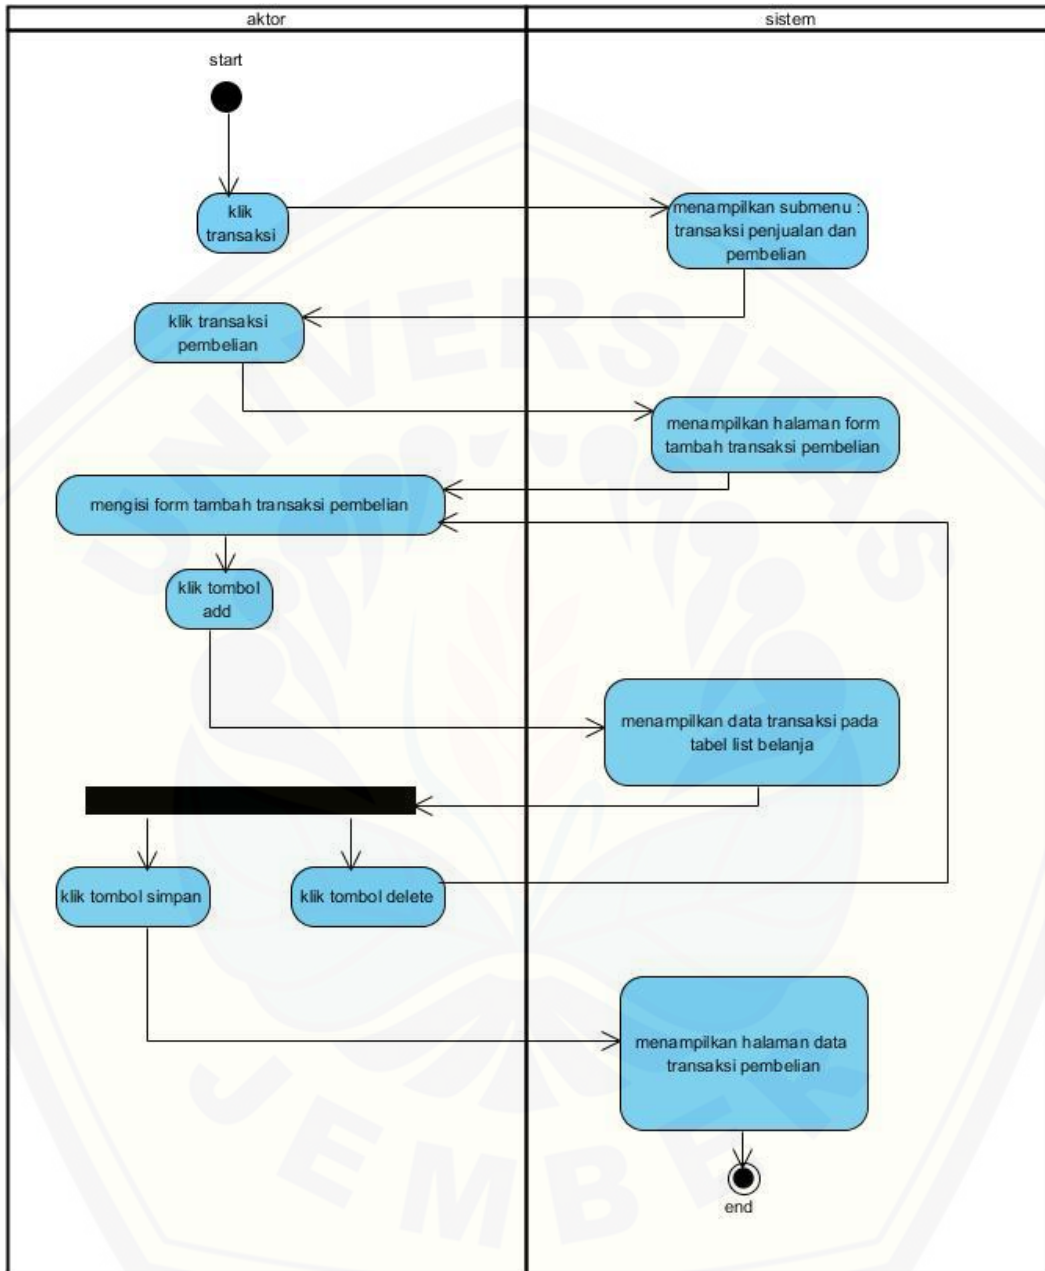 aktor
sistem
start
klik
transaksi
menampilkan submenu :
transaksi penjualan dan
pembelian
klik transaksi
pembelian
menampilkan halaman form
tambah transaksi pembelian
mengisi form tambah transaksi pembelian
klik tombol
add
menampilkan data transaksi pada
tabel list belanja
klik tombol simpan
klik tombol delete
menampilkan halaman data
transaksi pembelian
end
UNIVERSITAS
JEMBER